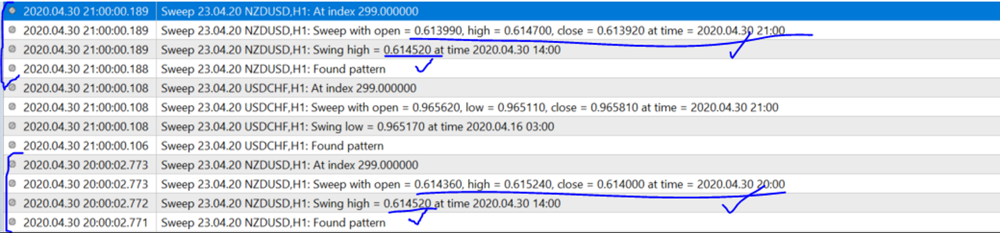 2020.04.30 21:00:00.189 Sweep 23.04.20 NZDUSD,H1: At index 299.000000
2020.04.30 21:00:00.189 Sweep 23.04.20 NZDUSD,H1: Sweep with open = 0.613990, high = 0.614700, close = 0.613920 at time = 2020.04.30 21:00
2020.04.30 21:00:00.189 Sweep 23.04.20 NZDUSD,H1: Swing high = 0.614520 at time 2020.04.30 14:00
2020.04.30 21:00:00.188 Sweep 23.04.20 NZDUSD,H1: Found pattern
2020.04.30 21:00:00.108 Sweep 23.04.20 USDCHF,H1: At index 299.000000
2020.04.30 21:00:00.108 Sweep 23.04.20 USDCHF,H1: Sweep with open = 0.965620, low = 0.965110, close = 0.965810 at time = 2020.04.30 21:00
2020.04.30 21:00:00.108 Sweep 23.04.20 USDCHF,H1: Swing low = 0.965170 at time 2020.04.16 03:00
2020.04.30 21:00:00.106 Sweep 23.04.20 USDCHF,H1: Found pattern
2020.04.30 20:00:02.773 Sweep 23.04.20 NZDUSD,H1: At index 299.000000
2020.04.30 20:00:02.773 Sweep 23.04.20 NZDUSD,H1: Sweep with open = 0.614360, high = 0.615240, close = 0.614000 at time = 2020.04.30 20:00
2020.04.30 20:00:02.772 Sweep 23.04.20 NZDUSD,H1: Swing high = 0.614520 at time 2020.04.30 14:00
2020.04.30 20:00:02.771 Sweep 23.04.20 NZDUSD,H1: Found pattern